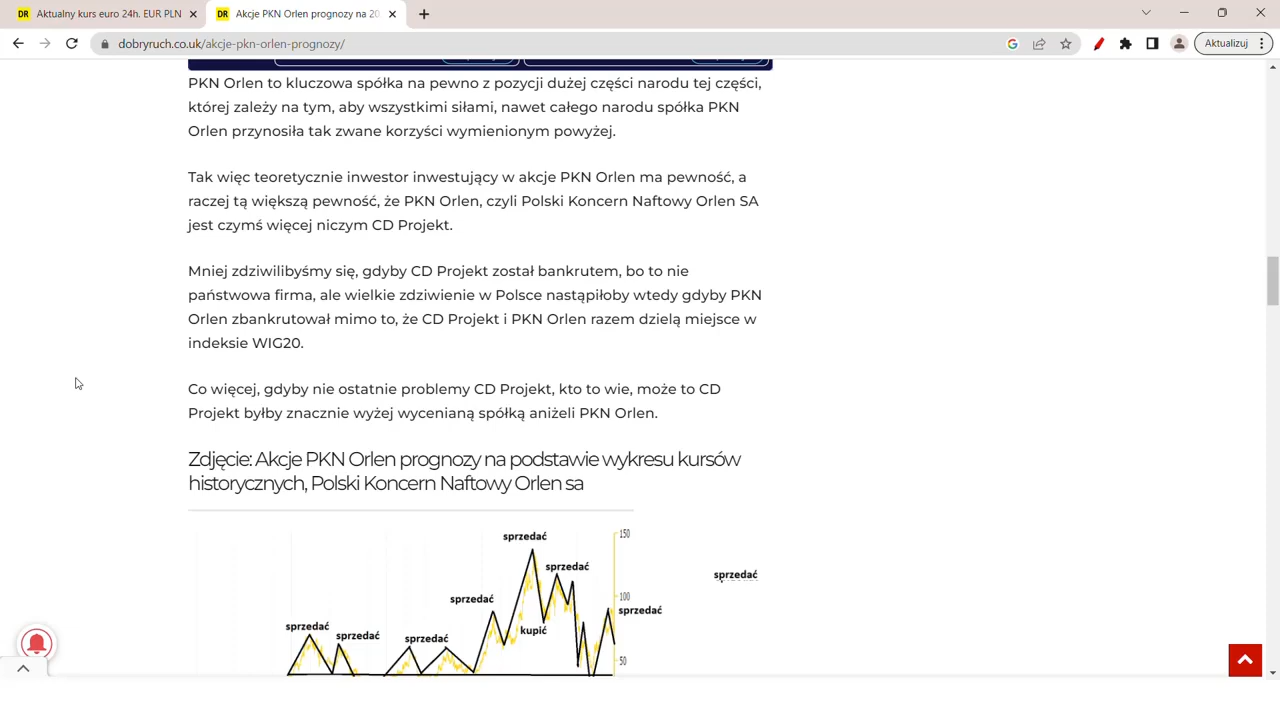 DR Aktualny kurs euro 24h. EUR PLN
DR Akcje PKN Orlen prognozy na 20
dobryruch.co.uk/akcje-pkn-orlen-prognozy/
Aktualizuj
PKN Orlen to kluczowa spółka na pewno z pozycji dużej części narodu tej części,
której zależy na tym, aby wszystkimi siłami, nawet całego narodu spółka PKN
Orlen przynosiła tak zwane korzyści wymienionym powyżej.
Tak więc teoretycznie inwestor inwestujący w akcje PKN Orlen ma pewność, a
raczej tą większą pewność, że PKN Orlen, czyli Polski Koncern Naftowy Orlen SA
jest czymś więcej niczym CD Projekt.
Mniej zdziwilibyśmy się, gdyby CD Projekt został bankrutem, bo to nie
państwowa firma, ale wielkie zdziwienie w Polsce nastąpiłoby wtedy gdyby PKN
Orlen zbankrutował mimo to, że CD Projekt i PKN Orlen razem dzielą miejsce w
indeksie WIG20.
Co więcej, gdyby nie ostatnie problemy CD Projekt, kto to wie, może to CD
Projekt byłby znacznie wyżej wycenianą spółką aniżeli PKN Orlen.
Zdjęcie: Akcje PKN Orlen prognozy na podstawie wykresu kursów
historycznych, Polski Koncern Naftowy Orlen sa
sprzedać
150
sprzedać
sprzedać
sprzedać
100
sprzedać
sprzedać
kupić
sprzedać
sprzedać
50